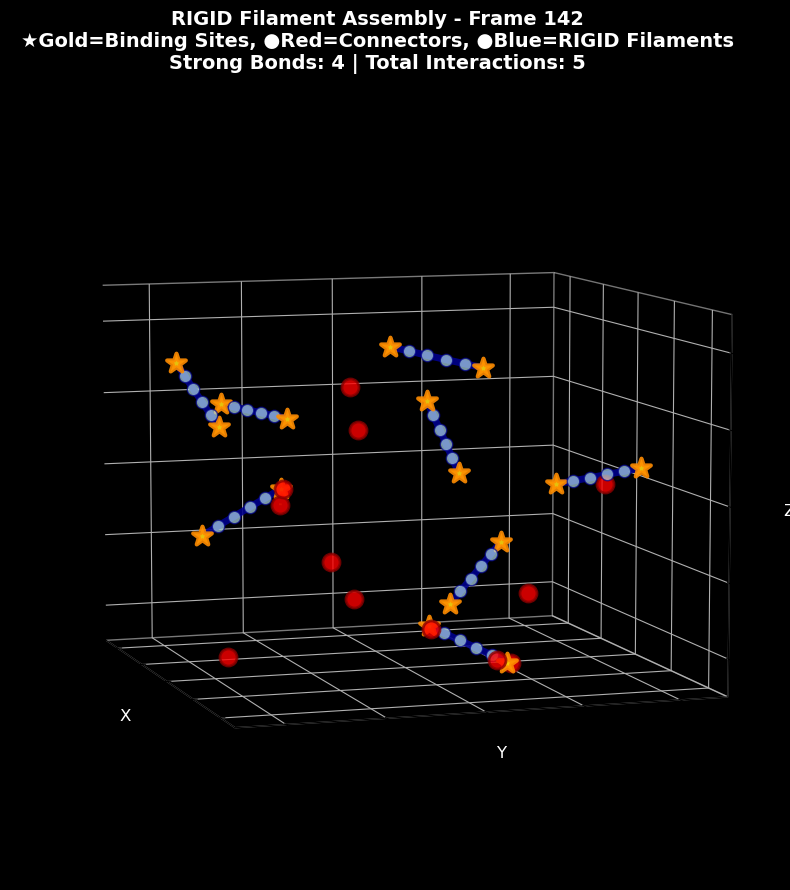 RIGID Filament Assembly - Frame 142
★Gold=Binding Sites, ●Red=Connectors, ●Blue=RIGID Filaments
Strong Bonds: 4 | Total Interactions: 5
Z
X
Y